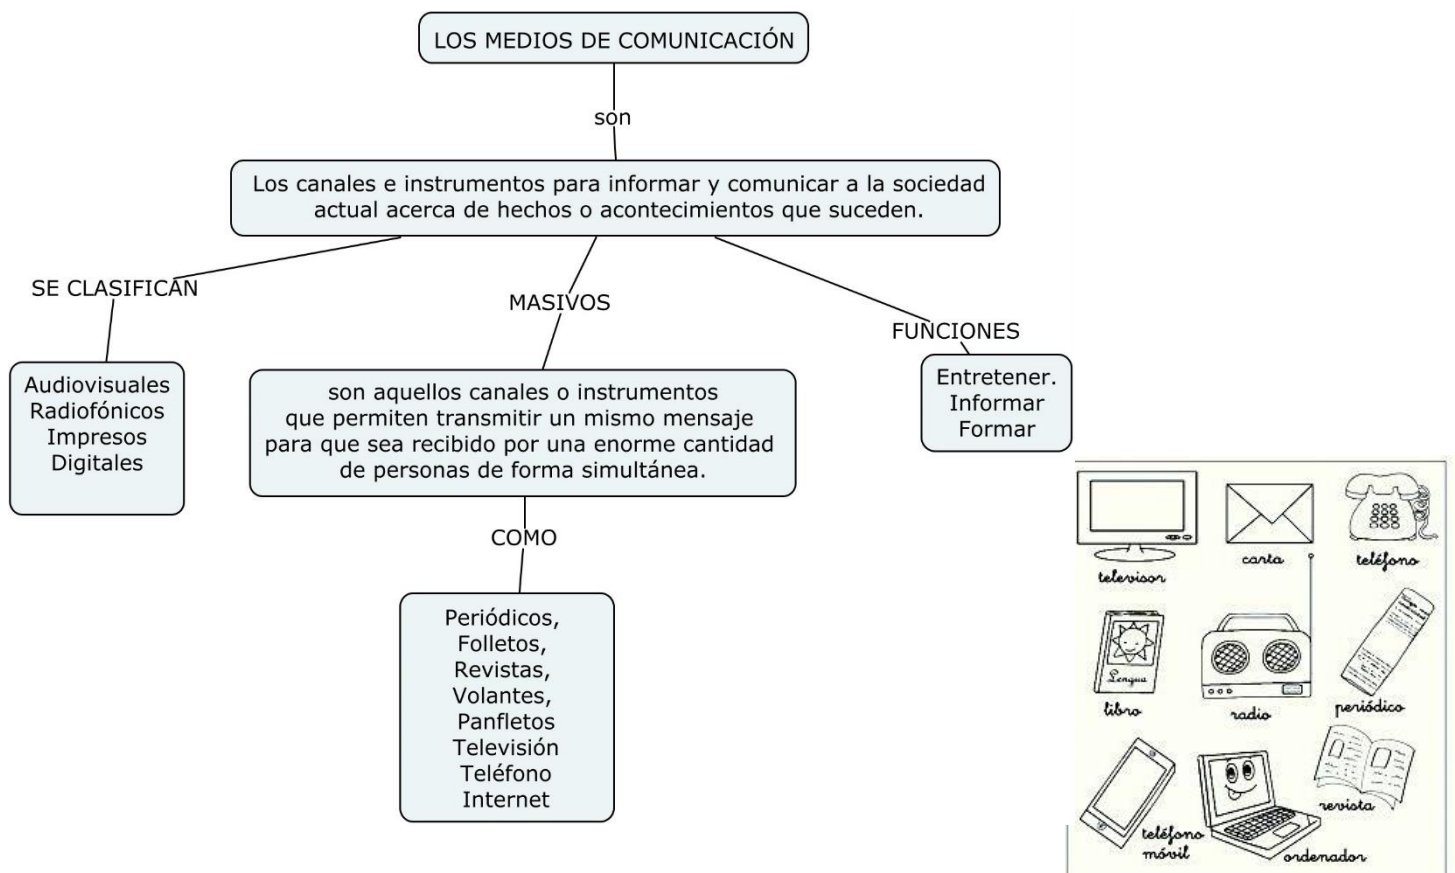 LOS MEDIOS DE COMUNICACIÓN
son
Los canales e instrumentos para informar y comunicar a la sociedad
actual acerca de hechos o acontecimientos que suceden.
SE CLASIFICAN
MASIVOS
FUNCIONES
Audiovisuales
Radiofónicos
Impresos
Digitales
son aquellos canales o instrumentos
que permiten transmitir un mismo mensaje
para que sea recibido por una enorme cantidad
de personas de forma simultánea.
Entretener.
Informar
Formar
COMO
Periódicos,
Folletos,
Revistas,
Volantes,
Panfletos
Televisión
Teléfono
Internet
televisor
carta
teléfono
Lengua
libro
radio
periódico
teléfono
móvil
ordenador
revista